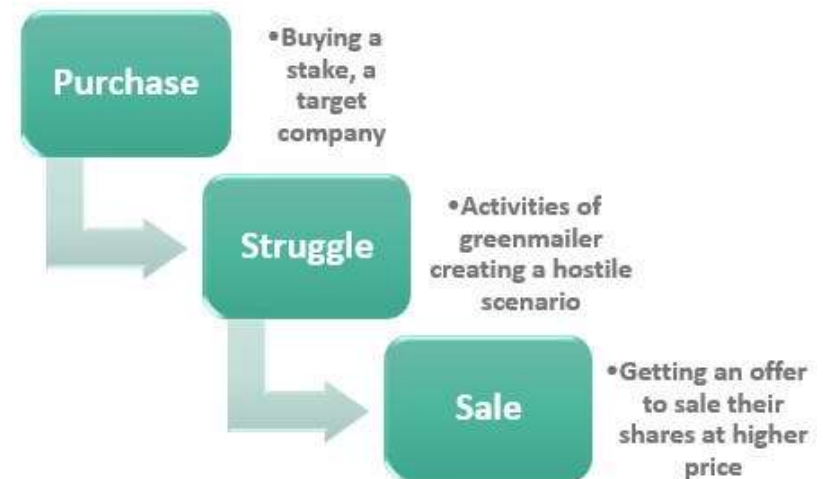 Purchase
•Buying a
stake, a
target
company
Struggle
•Activities of
greenmailer
creating a hostile
scenario
Sale
•Getting an offer
to sale their
shares at higher
price